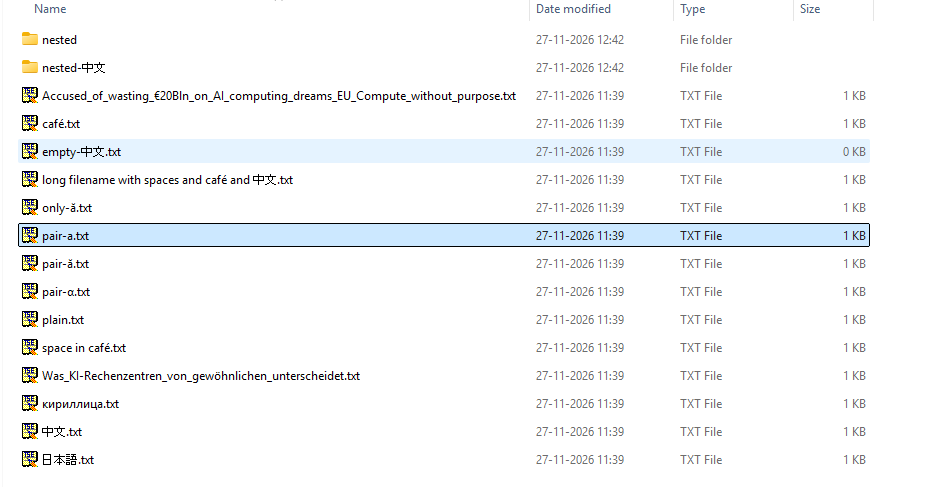 Name Date modified Type Size
nested 27-11-2026 12:42 File folder
nested-中文 27-11-2026 12:42 File folder
Accused_of_wasting_€20Bln_on_AI_computing_dreams_EU_Compute_without_purpose.txt 27-11-2026 11:39 TXT File 1 KB
café.txt 27-11-2026 11:39 TXT File 1 KB
empty-中文.txt 27-11-2026 11:39 TXT File 0 KB
long filename with spaces and café and 中文.txt 27-11-2026 11:39 TXT File 1 KB
only-ă.txt 27-11-2026 11:39 TXT File 1 KB
pair-a.txt 27-11-2026 11:39 TXT File 1 KB
pair-ă.txt 27-11-2026 11:39 TXT File 1 KB
pair-α.txt 27-11-2026 11:39 TXT File 1 KB
plain.txt 27-11-2026 11:39 TXT File 1 KB
space in café.txt 27-11-2026 11:39 TXT File 1 KB
Was_KI-Rechenzentren_von_gewöhnlichen_unterscheidet.txt 27-11-2026 11:39 TXT File 1 KB
кириллица.txt 27-11-2026 11:39 TXT File 1 KB
中文.txt 27-11-2026 11:39 TXT File 1 KB
日本語.txt 27-11-2026 11:39 TXT File 1 KB